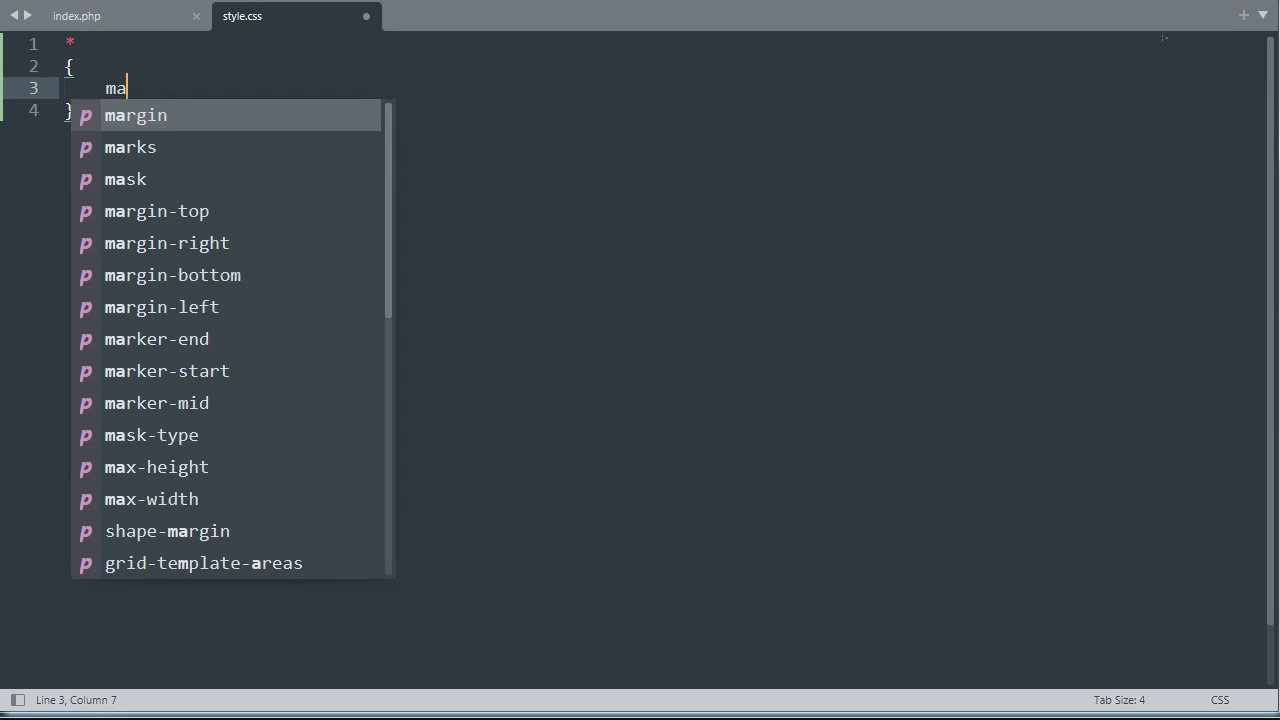 index.php
style.css
1 *
2 {
3 ma
4 }
p margin
p marks
p mask
p margin-top
p margin-right
p margin-bottom
p margin-left
p marker-end
p marker-start
p marker-mid
p mask-type
p max-height
p max-width
p shape-margin
p grid-template-areas
Line 3, Column 7
Tab Size: 4
CSS